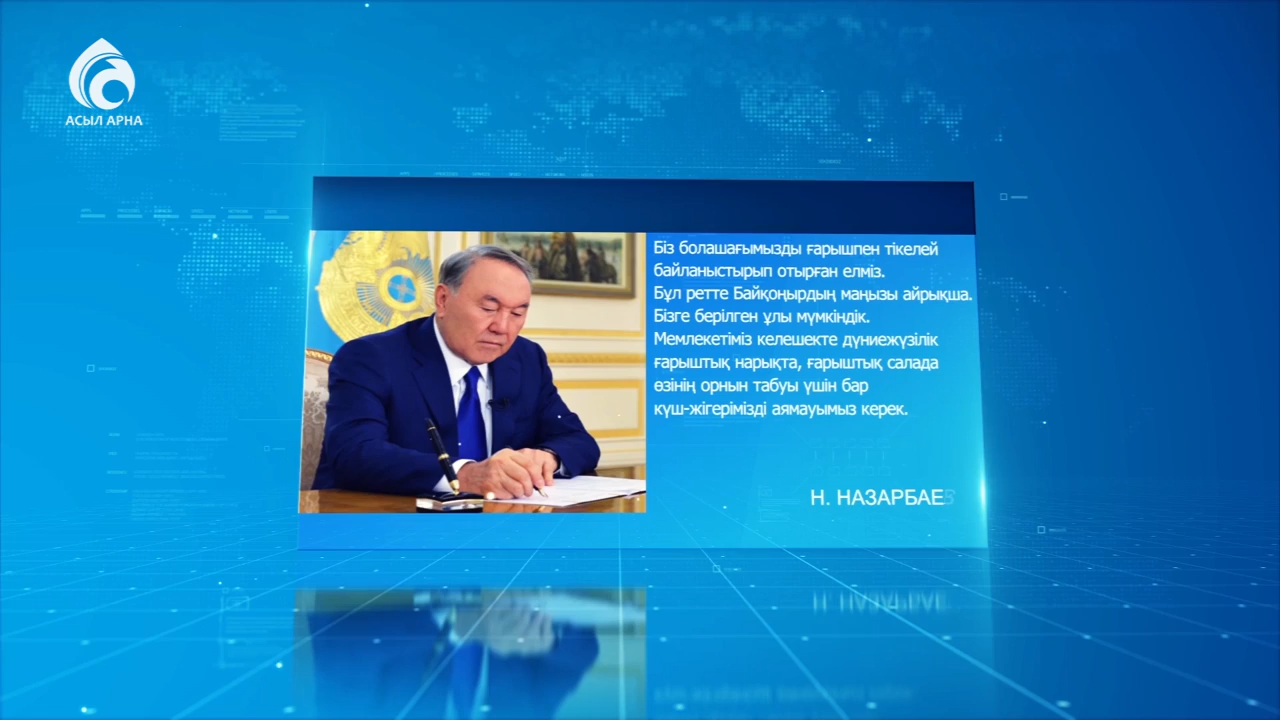 АСЫЛ АРНА
Біз болашағымызды ғарышпен тікелей
байланыстырып отырған елміз.
Бұл ретте Байқоңырдың маңызы айрықша.
Бізге берілген ұлы мүмкіндік.
Мемлекетіміз келешекте дүниежүзілік
ғарыштық нарықта, ғарыштық салада
өзінің орнын табуы үшін бар
күш-жігерімізді аямауымыз керек.
Н. НАЗАРБАЕВ